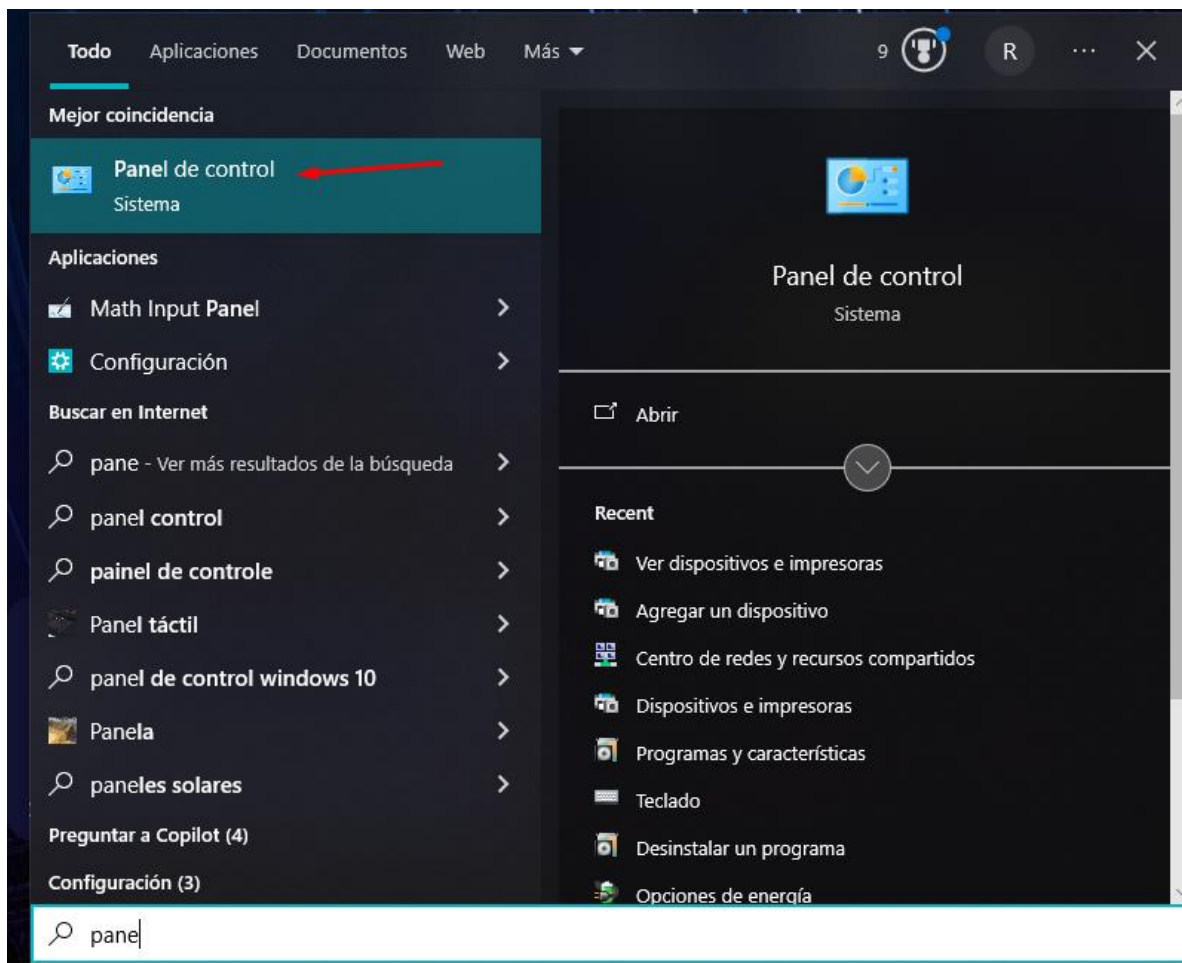 Todo Aplicaciones Documentos Web Más 9 R
Mejor coincidencia
Panel de control
Sistema
Aplicaciones
Math Input Panel
Configuración
Buscar en Internet
pane - Ver más resultados de la búsqueda
panel control
painel de controle
Panel táctil
panel de control windows 10
Panela
paneles solares
Preguntar a Copilot (4)
Configuración (3)
Panel de control
Sistema
Abrir
Recent
Ver dispositivos e impresoras
Agregar un dispositivo
Centro de redes y recursos compartidos
Dispositivos e impresoras
Programas y características
Teclado
Desinstalar un programa
Opciones de energía
pane